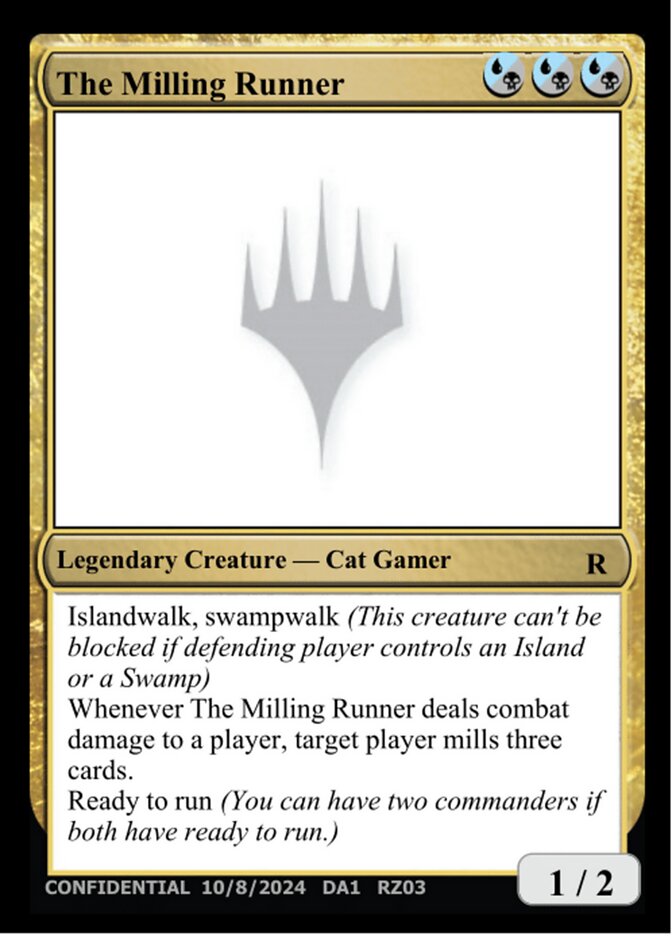 The Milling Runner
Legendary Creature — Cat Gamer
R
Islandwalk, swampwalk (This creature can't be
blocked if defending player controls an Island
or a Swamp)
Whenever The Milling Runner deals combat
damage to a player, target player mills three
cards.
Ready to run (You can have two commanders if
both have ready to run.)
CONFIDENTIAL 10/8/2024 DA1 RZ03
1 / 2